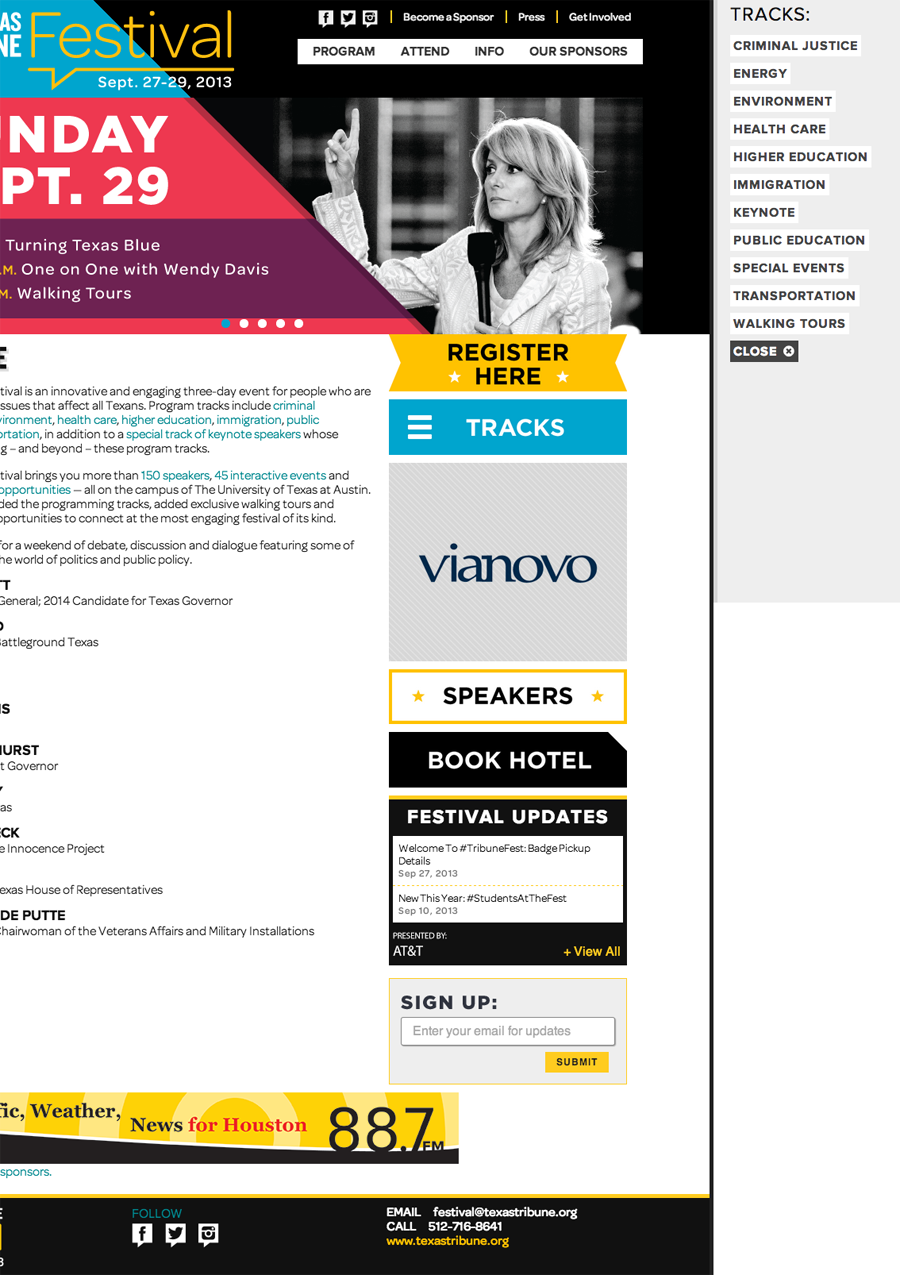 AS
NE Festival
Sept. 27-29, 2013
Become a Sponsor
Press
Get Involved
PROGRAM ATTEND INFO OUR SPONSORS
NDAY
PT. 29
Turning Texas Blue
.M. One on One with Wendy Davis
M. Walking Tours
E
tival is an innovative and engaging three-day event for people who are
ssues that affect all Texans. Program tracks include criminal
vironment, health care, higher education, immigration, public
ortation, in addition to a special track of keynote speakers whose
g – and beyond – these program tracks.
tival brings you more than 150 speakers, 45 interactive events and
opportunities — all on the campus of The University of Texas at Austin.
ded the programming tracks, added exclusive walking tours and
pportunities to connect at the most engaging festival of its kind.
for a weekend of debate, discussion and dialogue featuring some of
he world of politics and public policy.
TT
General; 2014 Candidate for Texas Governor
Battleground Texas
IS
HURST
t Governor
Y
as
ECK
e Innocence Project
exas House of Representatives
DE PUTTE
Chairwoman of the Veterans Affairs and Military Installations
REGISTER
HERE
TRACKS
vianovo
SPEAKERS
BOOK HOTEL
FESTIVAL UPDATES
Welcome To #TribuneFest: Badge Pickup
Details
Sep 27, 2013
New This Year: #StudentsAtTheFest
Sep 10, 2013
PRESENTED BY:
AT&T + View All
SIGN UP:
Enter your email for updates
SUBMIT
fic, Weather,
News for Houston
88.7 FM
sponsors.
E
3
FOLLOW
EMAIL festival@texastribune.org
CALL 512-716-8641
www.texastribune.org
TRACKS:
CRIMINAL JUSTICE
ENERGY
ENVIRONMENT
HEALTH CARE
HIGHER EDUCATION
IMMIGRATION
KEYNOTE
PUBLIC EDUCATION
SPECIAL EVENTS
TRANSPORTATION
WALKING TOURS
CLOSE